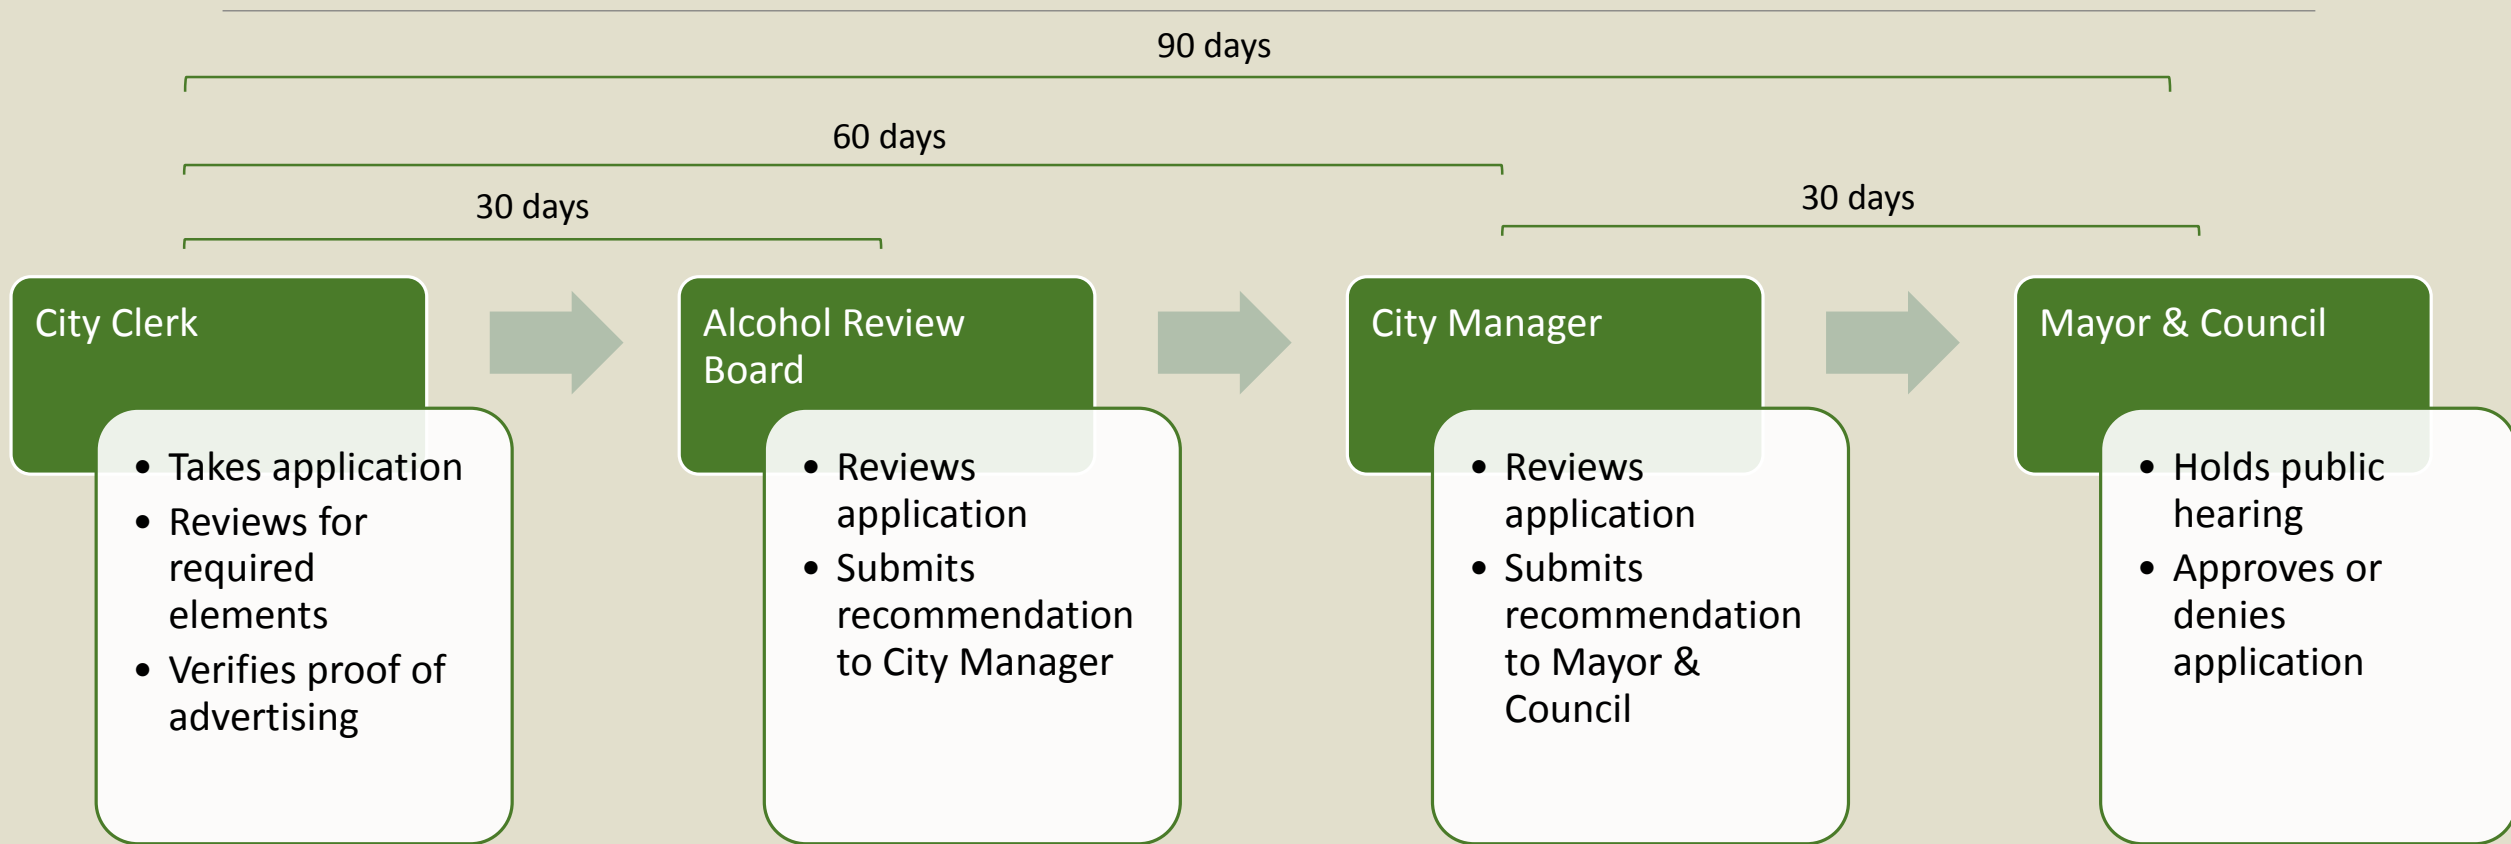 90 days
60 days
30 days
30 days
City Clerk
• Takes application
• Reviews for
required
elements
• Verifies proof of
advertising
Alcohol Review
Board
• Reviews
application
• Submits
recommendation
to City Manager
City Manager
• Reviews
application
• Submits
recommendation
to Mayor &
Council
Mayor & Council
• Holds public
hearing
• Approves or
denies
application